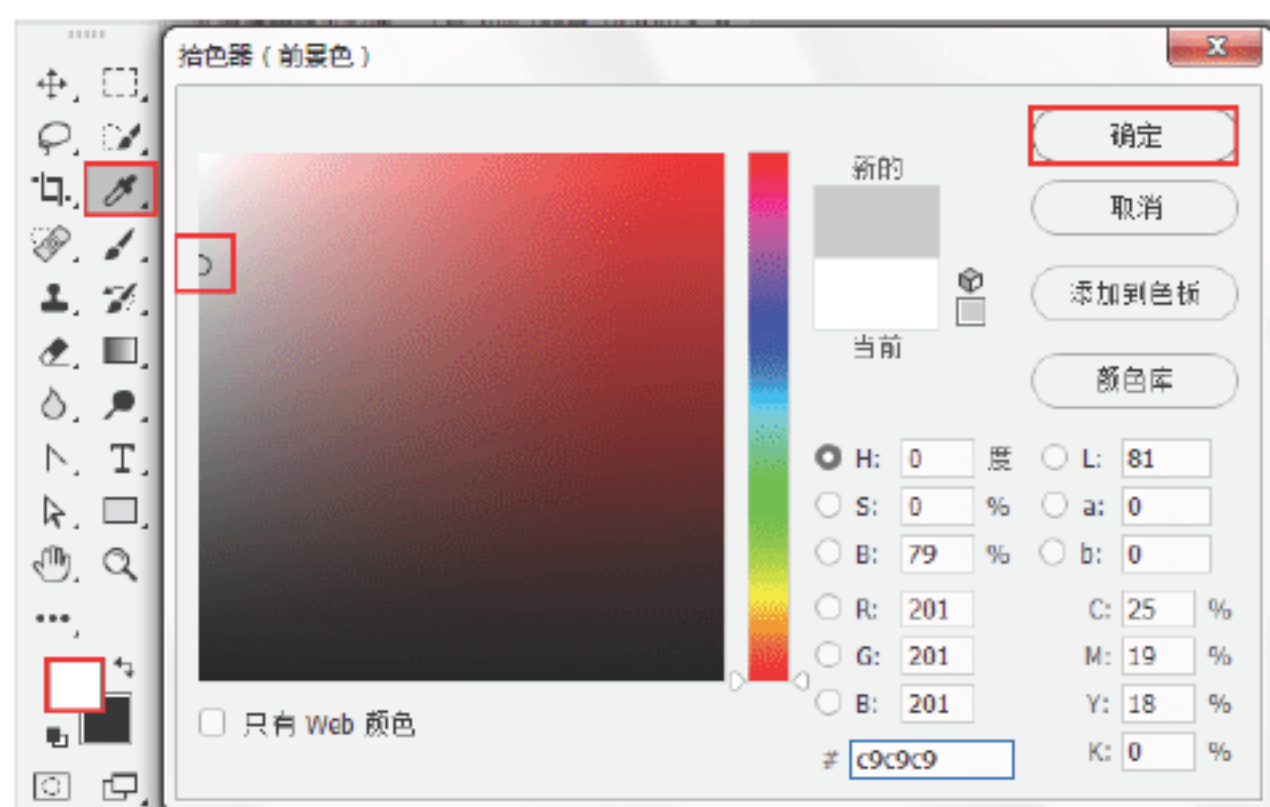 拾色器（前景色）
确定
新的
取消
添加到色板
当前
颜色库
H: 0 度 L: 81
S: 0 % a: 0
B: 79 % b: 0
R: 201 C: 25 %
G: 201 M: 19 %
B: 201 Y: 18 %
# c9c9c9 K: 0 %
只有 Web 颜色
T